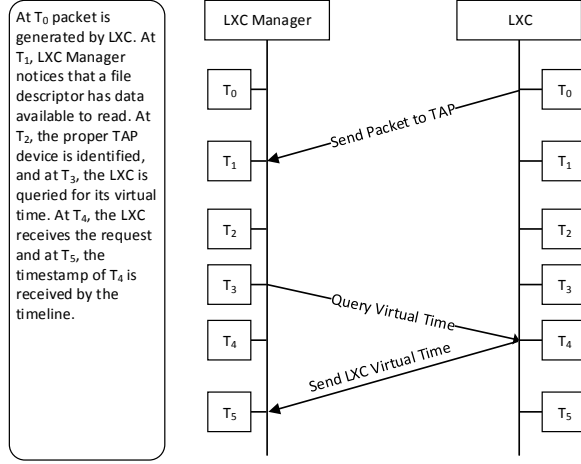 At T₀ packet is
generated by LXC. At
T₁, LXC Manager
notices that a file
descriptor has data
available to read. At
T₂, the proper TAP
device is identified,
and at T₃, the LXC is
queried for its virtual
time. At T₄, the LXC
receives the request
and at T₅, the
timestamp of T₄ is
received by the
timeline.
LXC Manager
LXC
T₀
T₀
Send Packet to TAP
T₁
T₁
T₂
T₂
T₃
T₃
Query Virtual Time
T₄
T₄
Send LXC Virtual Time
T₅
T₅